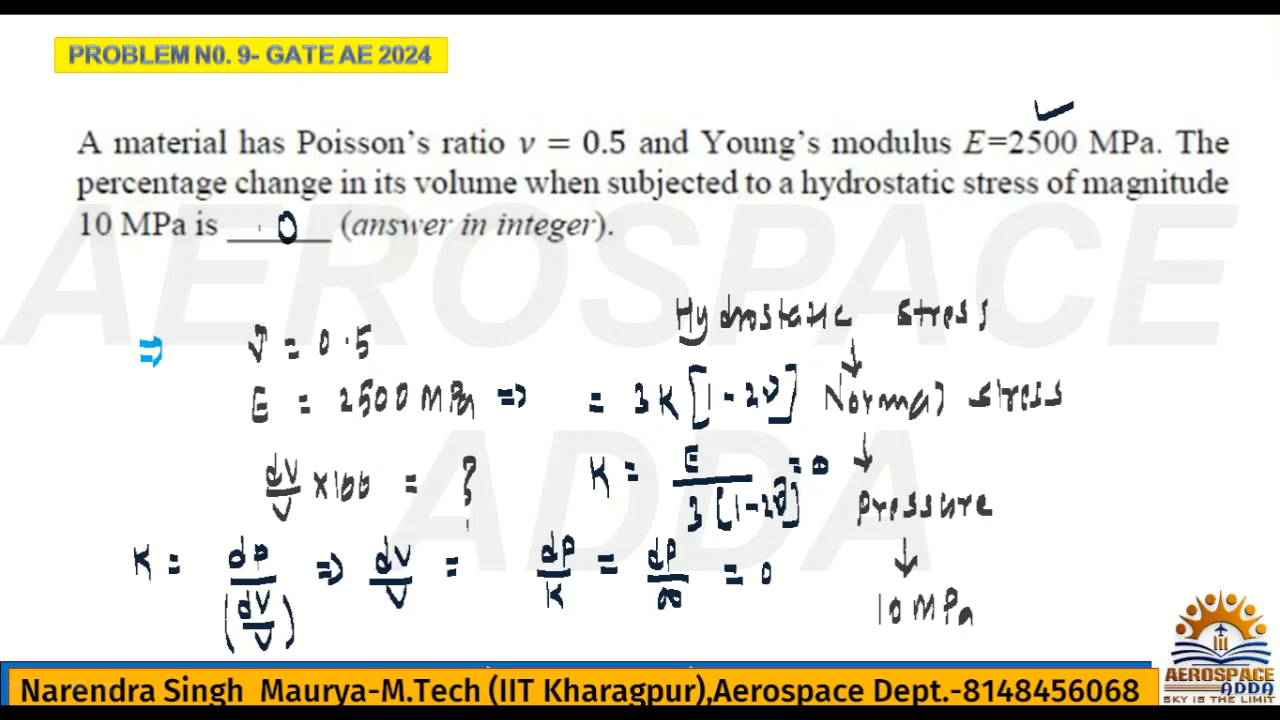 PROBLEM N0. 9- GATE AE 2024
A material has Poisson's ratio ν = 0.5 and Young's modulus E=2500 MPa. The
percentage change in its volume when subjected to a hydrostatic stress of magnitude
10 MPa is __0__ (answer in integer).
AEROSPACE
ADDA
Hydrostatic stress
⇒ ν = 0.5
E = 2500 MPa ⇒ = 3K[1-2ν] Normal stress
dV/V ×100 = ? K = E/3[1-2ν] = ∞
Pressure
K = dP/(dV/V) ⇒ dV/V = dP/K = dP/∞ = 0
10 MPa
Narendra Singh Maurya-M.Tech (IIT Kharagpur),Aerospace Dept.-8148456068
AEROSPACE
ADDA
SKY IS THE LIMIT